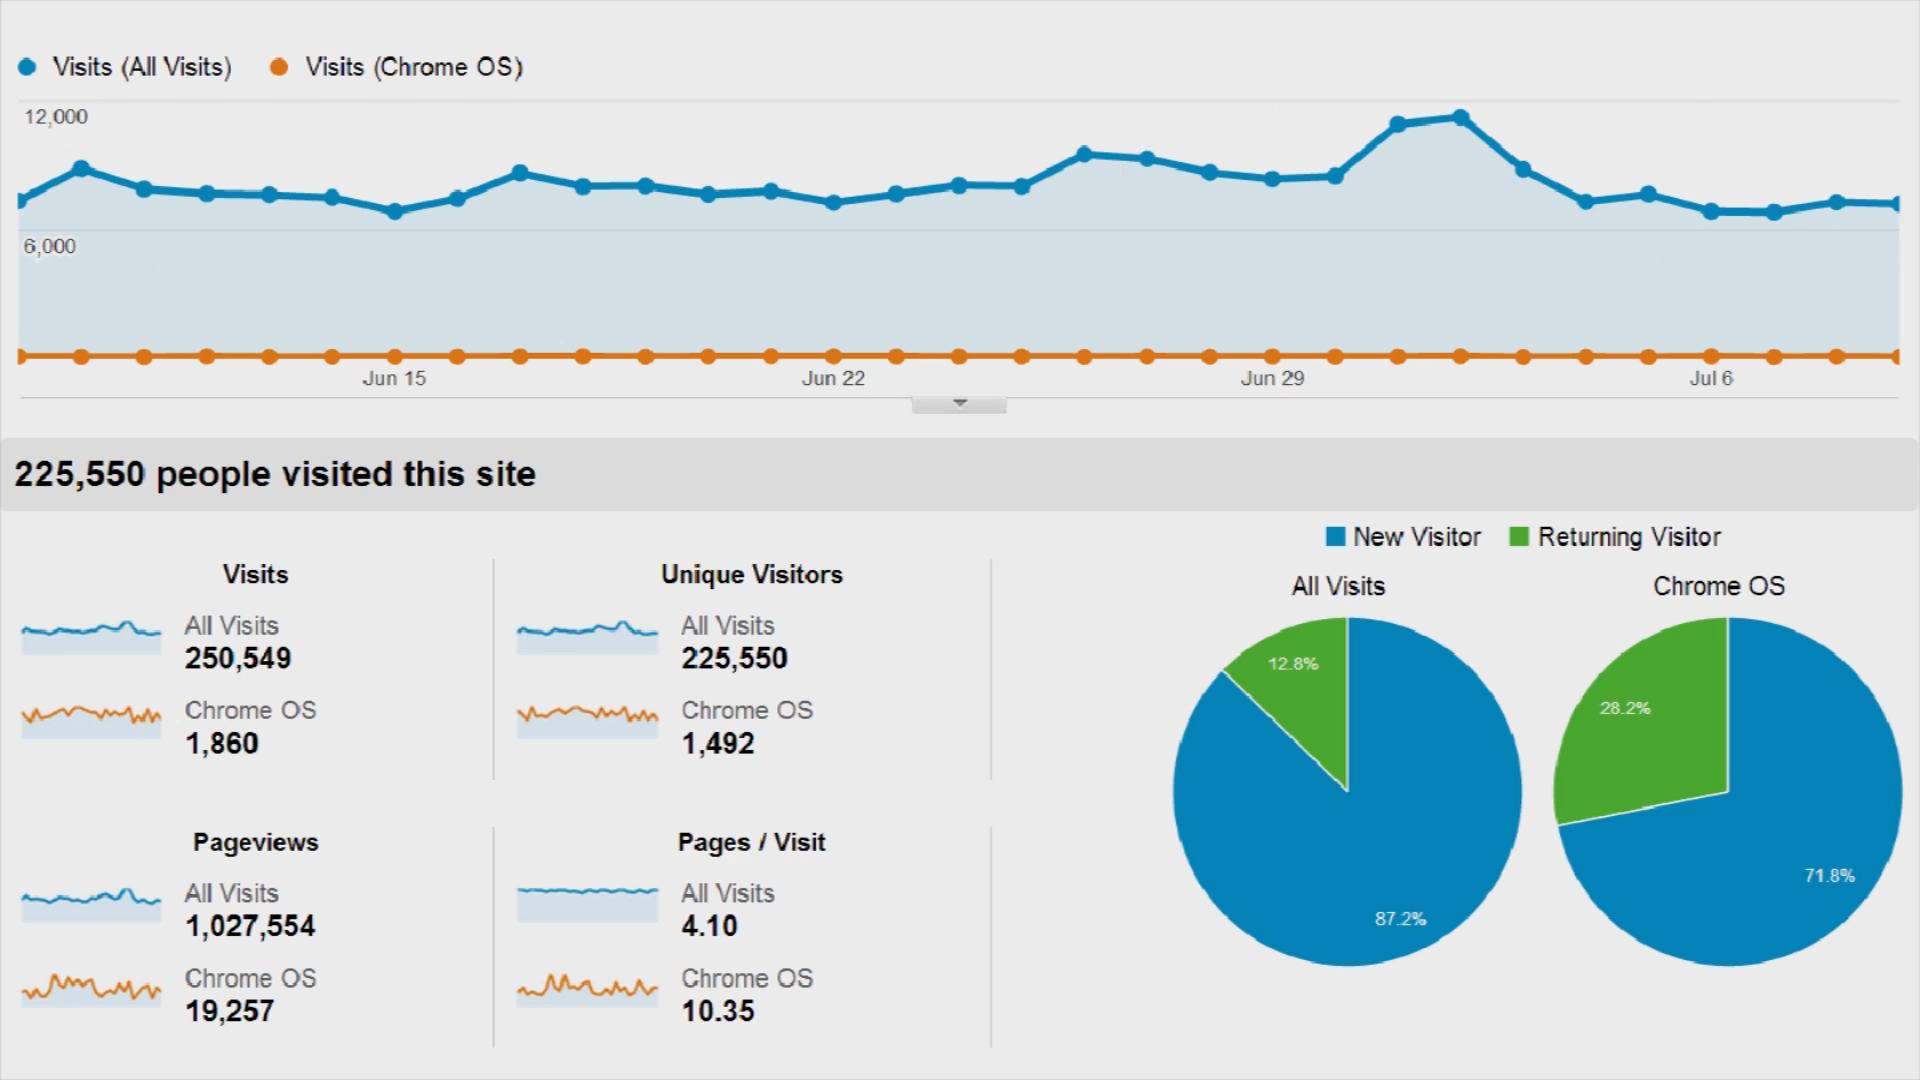 Visits (All Visits) Visits (Chrome OS)
12,000
6,000
Jun 15 Jun 22 Jun 29 Jul 6
225,550 people visited this site
Visits
All Visits
250,549
Chrome OS
1,860
Unique Visitors
All Visits
225,550
Chrome OS
1,492
Pageviews
All Visits
1,027,554
Chrome OS
19,257
Pages / Visit
All Visits
4.10
Chrome OS
10.35
New Visitor Returning Visitor
All Visits
12.8%
87.2%
Chrome OS
28.2%
71.8%